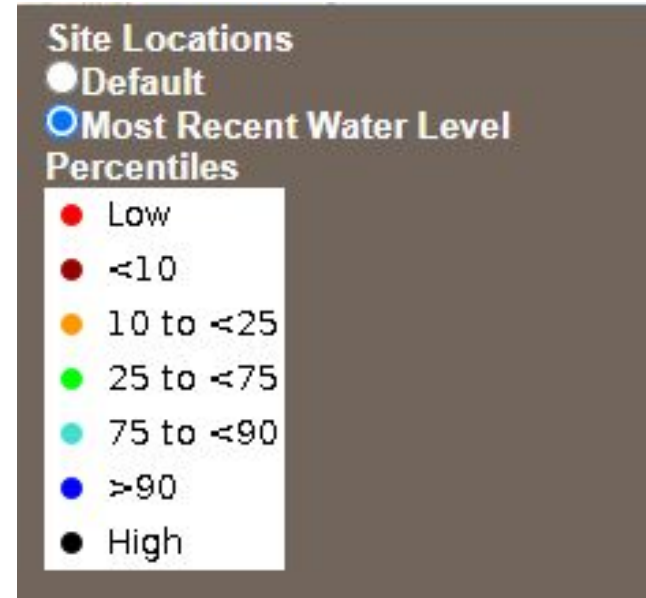 Site Locations
Default
Most Recent Water Level
Percentiles
Low
<10
10 to <25
25 to <75
75 to <90
>90
High